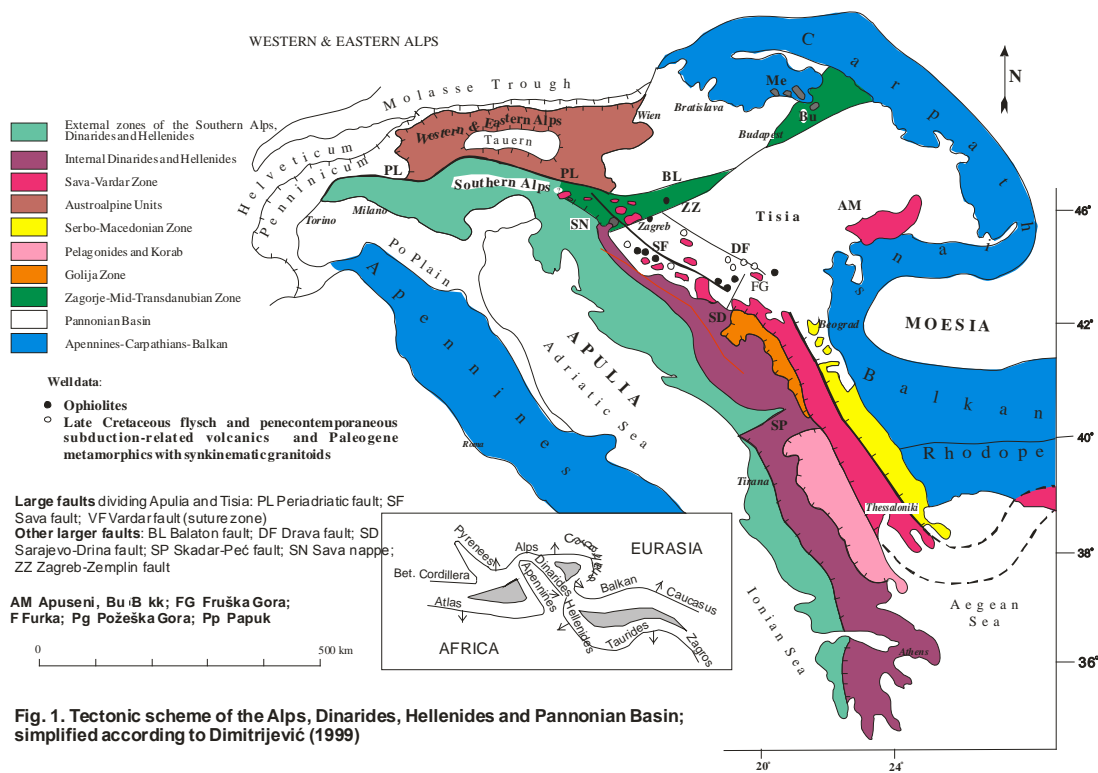 WESTERN & EASTERN ALPS
External zones of the Southern Alps,
Dinarides and Hellenides
Internal Dinarides and Hellenides
Sava-Vardar Zone
Austroalpine Units
Serbo-Macedonian Zone
Pelagonides and Korab
Golija Zone
Zagorje-Mid-Transdanubian Zone
Pannonian Basin
Apennines-Carpathians-Balkan
Well data:
Ophiolites
Late Cretaceous flysch and penecontemporaneous
subduction-related volcanics and Paleogene
metamorphics with synkinematic granitoids
Large faults dividing Apulia and Tisia: PL Periadriatic fault; SF
Sava fault; VF Vardar fault (suture zone)
Other larger faults: BL Balaton fault; DF Drava fault; SD
Sarajevo-Drina fault; SP Skadar-Peć fault; SN Sava nappe;
ZZ Zagreb-Zemplin fault
AM Apuseni, Bu B kk; FG Fruška Gora;
F Furka; Pg Požeška Gora; Pp Papuk
0 500 km
Molasse Trough
Helveticum
Penninicum
Western & Eastern Alps
Tauern
PL
Southern Alps
PL
Torino
Milano
Po Plain
Apennines
Roma
APULIA
Adriatic Sea
Wien
Bratislava
Budapest
Me
Bu
Carpathians
N
BL
ZZ
Zagreb
SN
SF
DF
FG
Tisia
AM
SD
Beograd
MOESIA
Balkan
Rhodope
SP
Tirana
Thessaloniki
Aegean
Sea
Ionian Sea
Athens
46°
42°
40°
38°
36°
20°
24°
Pyrenees
Alps
EURASIA
Bet. Cordillera
Dinarides
Apennines
Balkan
Caucasus
Atlas
Hellenides
Taurides
Zagros
AFRICA
Fig. 1. Tectonic scheme of the Alps, Dinarides, Hellenides and Pannonian Basin;
simplified according to Dimitrijević (1999)